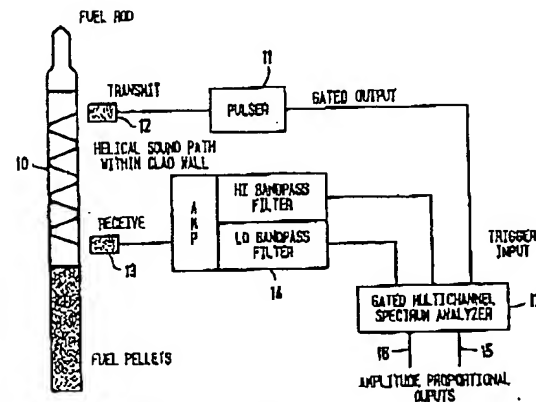 FUEL ROD
11
TRANSMIT
PULSER
GATED OUTPUT
12
10
HELICAL SOUND PATH
WITHIN CLAD WALL
HI BANDPASS
FILTER
AMP
RECEIVE
LO BANDPASS
FILTER
TRIGGER
INPUT
13
14
GATED MULTICHANNEL
SPECTRUM ANALYZER
FUEL PELLETS
16
15
AMPLITUDE PROPORTIONAL
OUPUTS